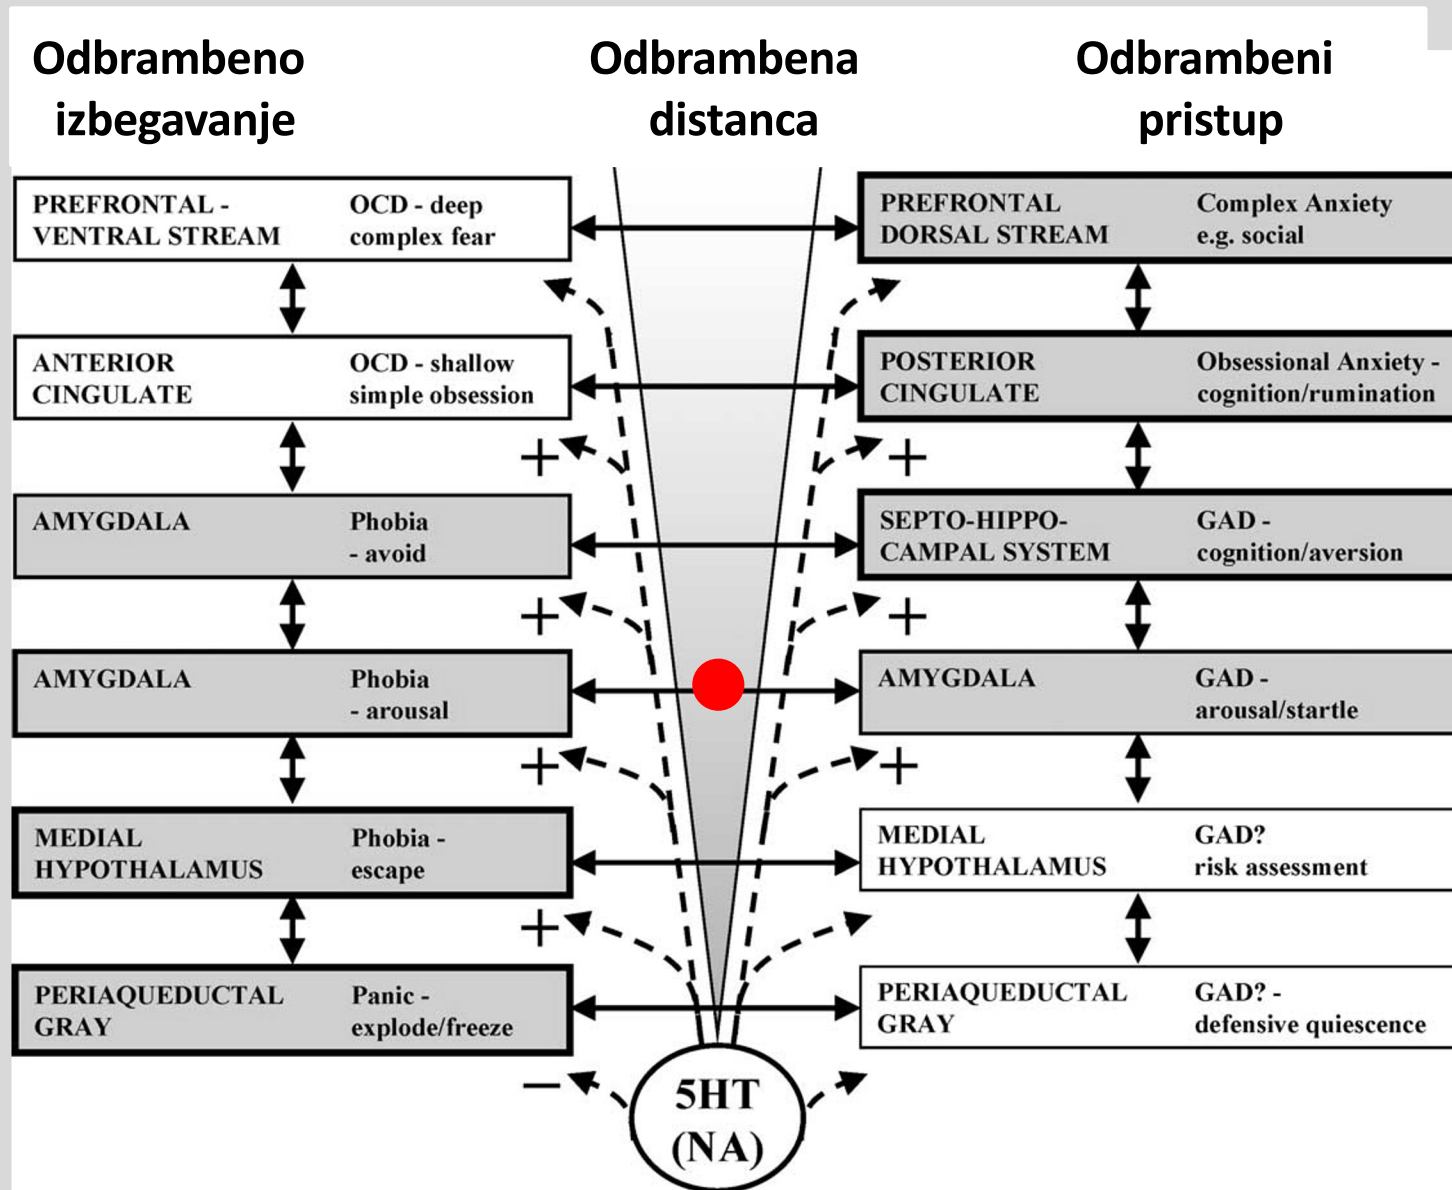 Odbrambeno
izbegavanje
Odbrambena
distanca
Odbrambeni
pristup
PREFRONTAL - OCD - deep
VENTRAL STREAM complex fear
PREFRONTAL Complex Anxiety
DORSAL STREAM e.g. social
ANTERIOR OCD - shallow
CINGULATE simple obsession
POSTERIOR Obsessional Anxiety -
CINGULATE cognition/rumination
+ +
AMYGDALA Phobia
- avoid
SEPTO-HIPPO- GAD -
CAMPAL SYSTEM cognition/aversion
+ +
AMYGDALA Phobia
- arousal
AMYGDALA GAD -
arousal/startle
+ +
MEDIAL Phobia -
HYPOTHALAMUS escape
MEDIAL GAD?
HYPOTHALAMUS risk assessment
+
PERIAQUEDUCTAL Panic -
GRAY explode/freeze
PERIAQUEDUCTAL GAD? -
GRAY defensive quiescence
−
5HT
(NA)